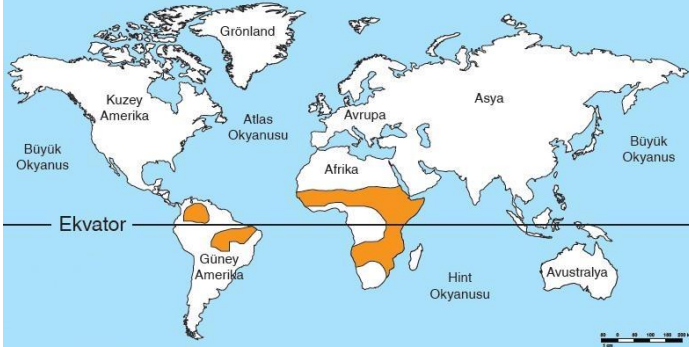 Grönland
Kuzey
Amerika
Atlas
Okyanusu
Avrupa
Asya
Büyük
Okyanus
Büyük
Okyanus
Afrika
Ekvator
Güney
Amerika
Hint
Okyanusu
Avustralya